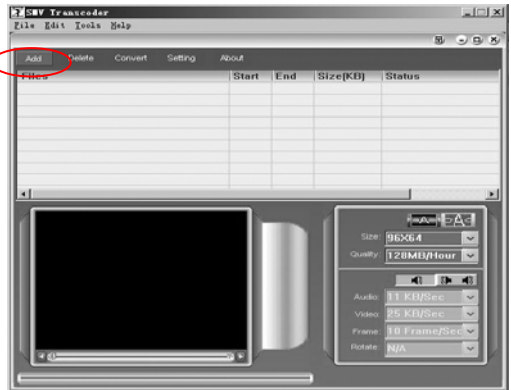 SMV Transcoder
File Edit Tools Help
Add Delete Convert Setting About
Files Start End Size(KB) Status
Size: 96X64
Quality: 128MB/Hour
Audio: 11 KB/Sec
Video: 25 KB/Sec
Frame: 10 Frame/Sec
Rotate: N/A